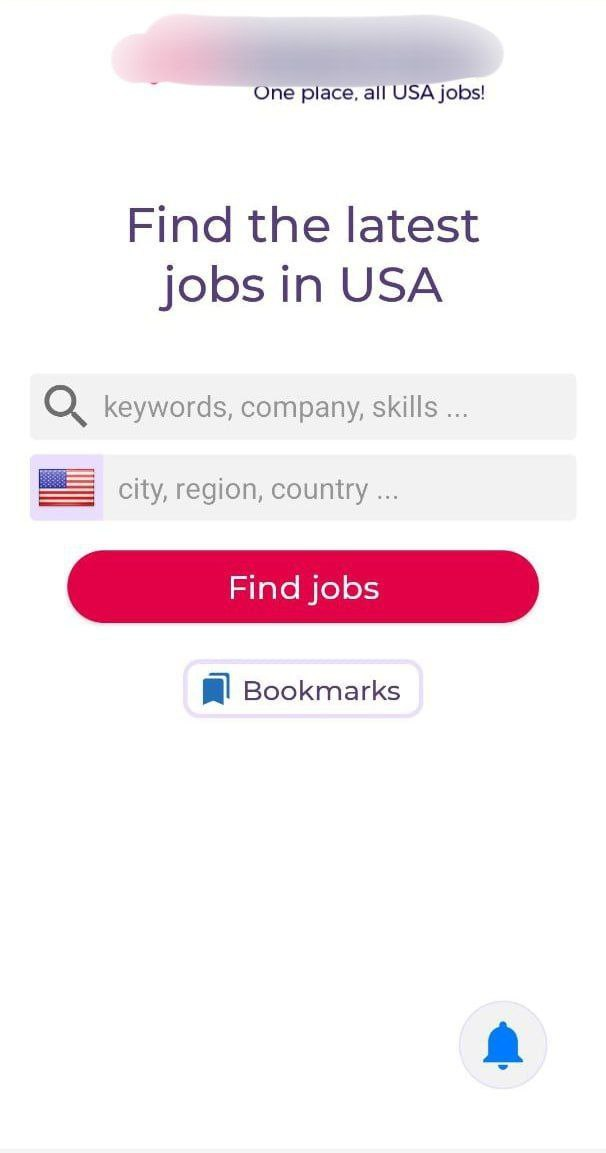 One place, all USA jobs!
Find the latest
jobs in USA
keywords, company, skills ...
city, region, country ...
Find jobs
Bookmarks